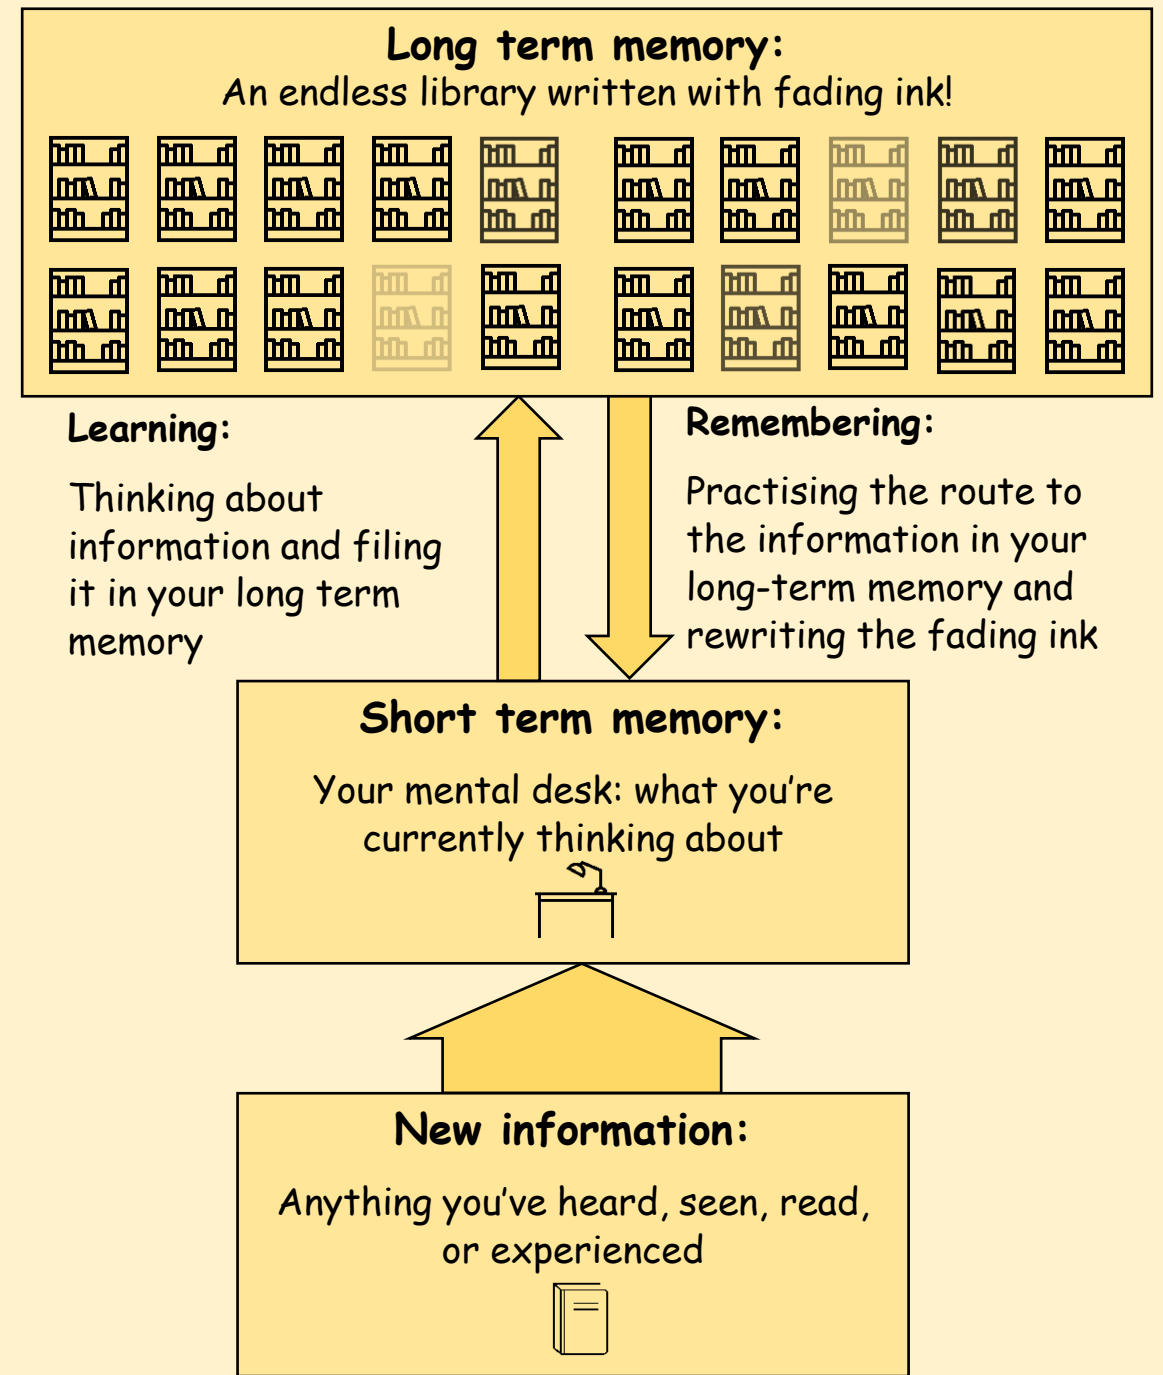 Long term memory:
An endless library written with fading ink!
Learning:
Thinking about
information and filing
it in your long term
memory
Remembering:
Practising the route to
the information in your
long-term memory and
rewriting the fading ink
Short term memory:
Your mental desk: what you’re
currently thinking about
New information:
Anything you’ve heard, seen, read,
or experienced